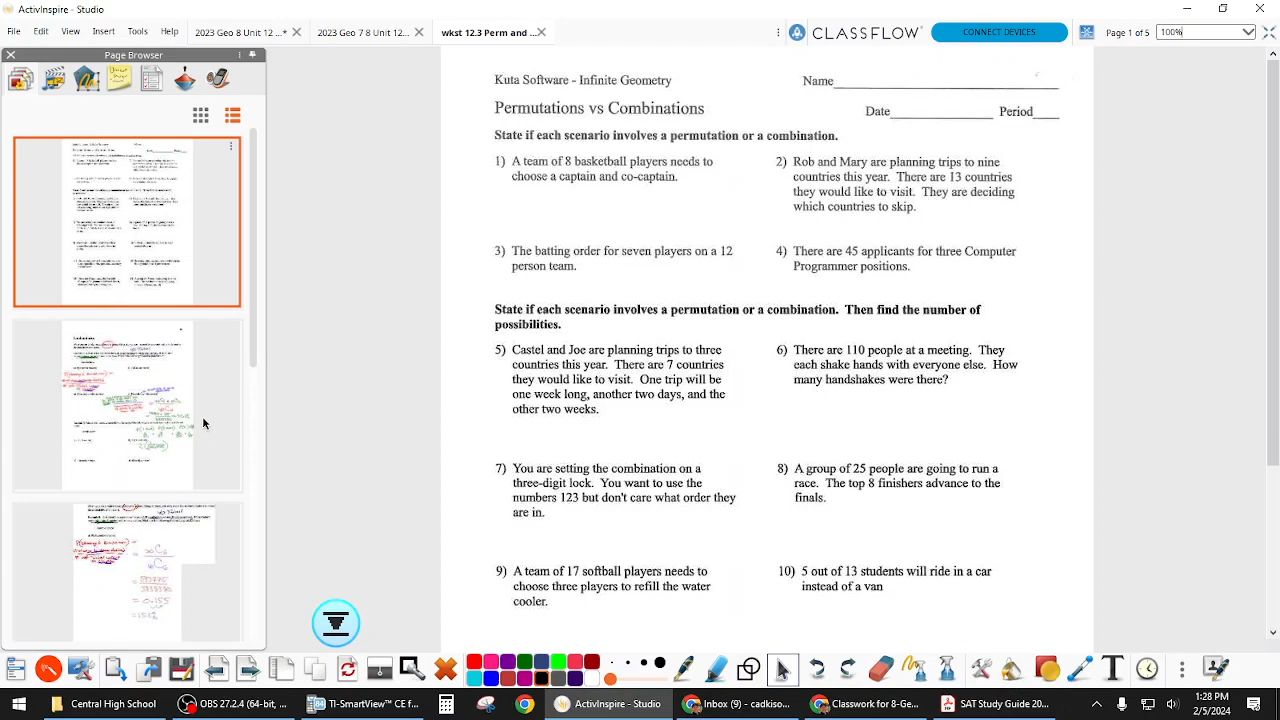 ActivInspire - Studio
File
Edit
View
Insert
Tools
Help
2023 Geo 8 Unit 12 ...*
2023 Geo 7 8 Unit 12...
wkst 12.3 Perm and ...
CLASSFLOW
CONNECT DEVICES
Page 1 of 5
100%
Page Browser
Kuta Software - Infinite Geometry
Name
Permutations vs Combinations
Date
Period
State if each scenario involves a permutation or a combination.
1) A team of 8 basketball players needs to
choose a captain and co-captain.
2) Rob and Mary are planning trips to nine
countries this year. There are 13 countries
they would like to visit. They are deciding
which countries to skip.
3) The batting order for seven players on a 12
person team.
4) There are 45 applicants for three Computer
Programmer positions.
State if each scenario involves a permutation or a combination. Then find the number of
possibilities.
5) Castel and Joe are planning trips to three
countries this year. There are 7 countries
they would like to visit. One trip will be
one week long, another two days, and the
other two weeks.
6) There are 110 people at a meeting. They
each shake hands with everyone else. How
many handshakes were there?
7) You are setting the combination on a
three-digit lock. You want to use the
numbers 123 but don't care what order they
are in.
8) A group of 25 people are going to run a
race. The top 8 finishers advance to the
finals.
9) A team of 17 softball players needs to
choose three players to refill the water
cooler.
10) 5 out of 13 students will ride in a car
instead of a van
Central High School
OBS 27.2.4 (64-bit, ...
TI-SmartView™ CE F...
ActivInspire - Studio
Inbox (9) - cadkiso...
Classwork for 8-Ge...
SAT Study Guide 20...
1:28 PM
2/5/2024